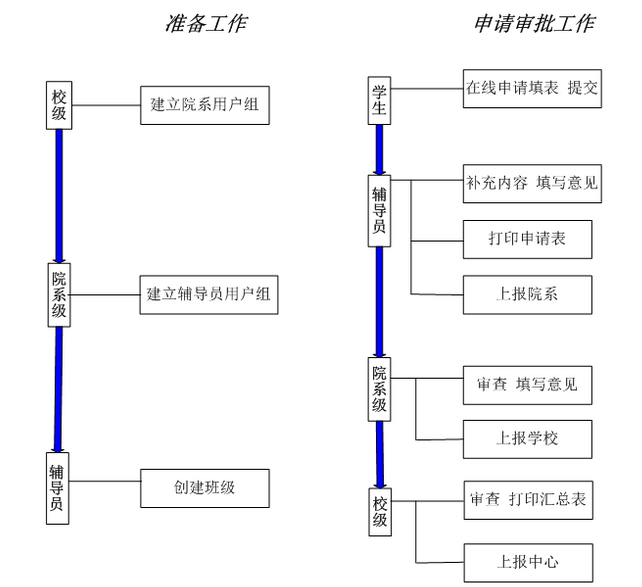 准备工作
校级
建立院系用户组
院系级
建立辅导员用户组
辅导员
创建班级
申请审批工作
学生
在线申请填表 提交
辅导员
补充内容 填写意见
打印申请表
上报院系
院系级
审查 填写意见
上报学校
校级
审查 打印汇总表
上报中心